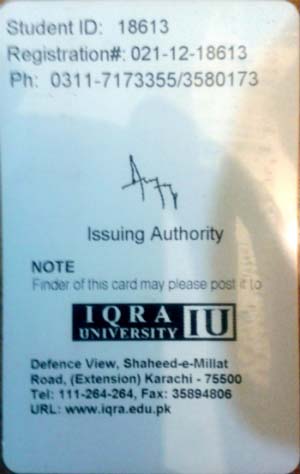 Student ID: 18613
Registration#: 021-12-18613
Ph: 0311-7173355/3580173
Issuing Authority
NOTE
Finder of this card may please post it to
IQRA
UNIVERSITY
IU
Defence View, Shaheed-e-Millat
Road, (Extension) Karachi - 75500
Tel: 111-264-264, Fax: 35894806
URL: www.iqra.edu.pk